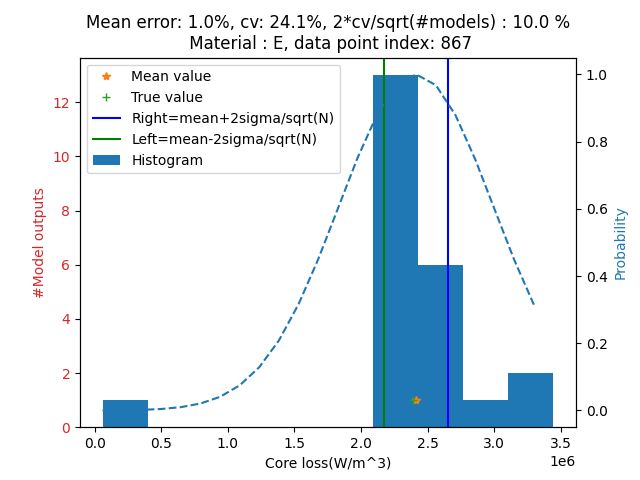 Mean error: 1.0%, cv: 24.1%, 2*cv/sqrt(#models) : 10.0 %
Material : E, data point index: 867
Mean value
True value
Right=mean+2sigma/sqrt(N)
Left=mean-2sigma/sqrt(N)
Histogram
#Model outputs
0
2
4
6
8
10
12
Probability
0.0
0.2
0.4
0.6
0.8
1.0
0.0 0.5 1.0 1.5 2.0 2.5 3.0 3.5
1e6
Core loss(W/m^3)